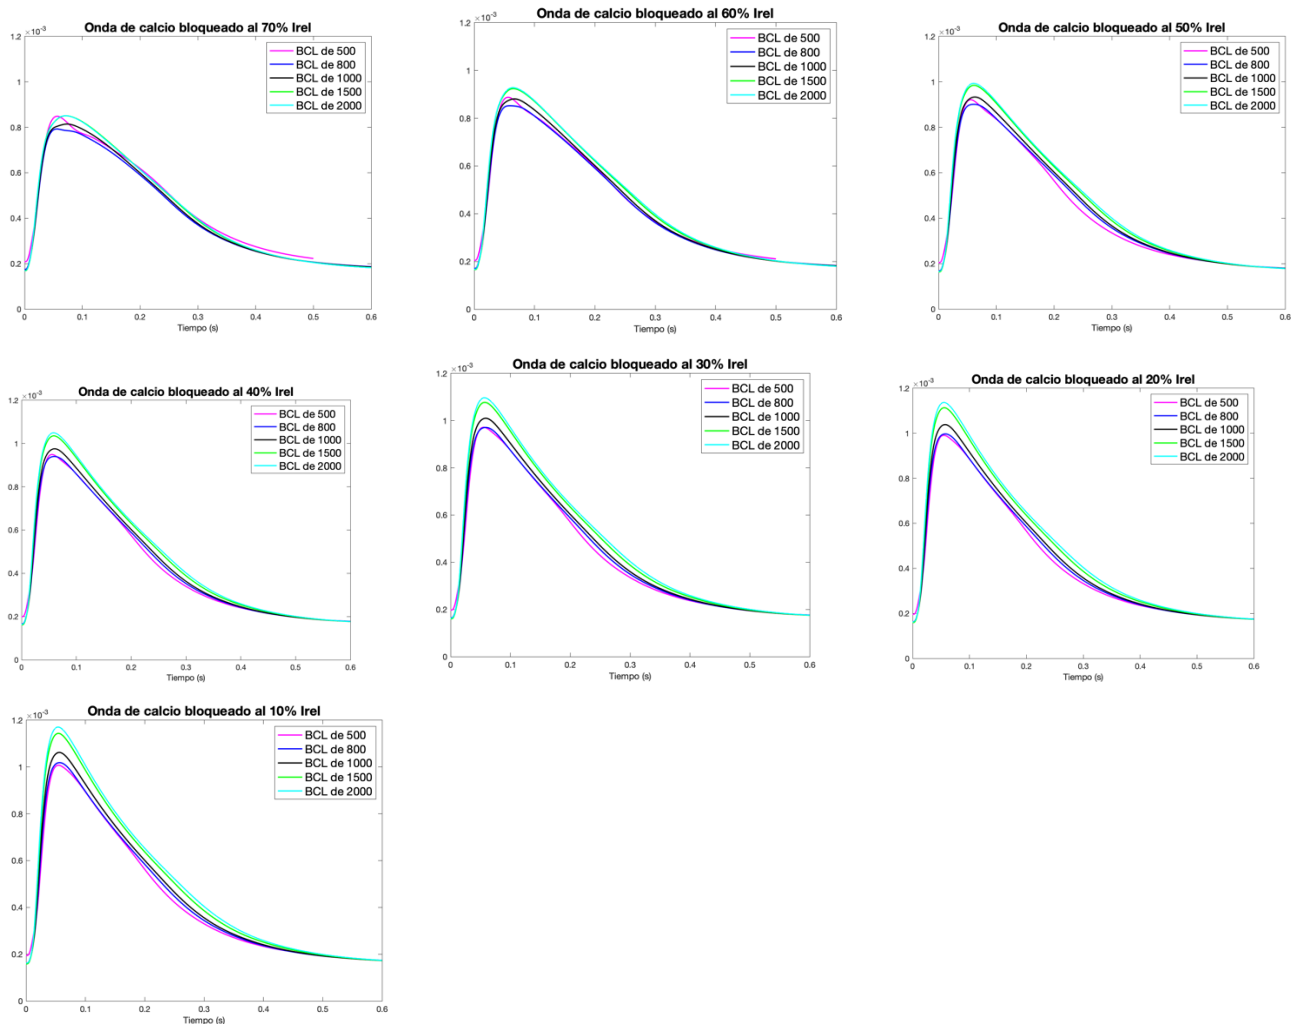 Onda de calcio bloqueado al 70% Irel
×10-3
BCL de 500
BCL de 800
BCL de 1000
BCL de 1500
BCL de 2000
1.2
1
0.8
0.6
0.4
0.2
0
0 0.1 0.2 0.3 0.4 0.5 0.6
Tiempo (s)
Onda de calcio bloqueado al 60% Irel
×10-3
BCL de 500
BCL de 800
BCL de 1000
BCL de 1500
BCL de 2000
1.2
1
0.8
0.6
0.4
0.2
0
0 0.1 0.2 0.3 0.4 0.5 0.6
Tiempo (s)
Onda de calcio bloqueado al 50% Irel
×10-3
BCL de 500
BCL de 800
BCL de 1000
BCL de 1500
BCL de 2000
1.2
1
0.8
0.6
0.4
0.2
0
0 0.1 0.2 0.3 0.4 0.5 0.6
Tiempo (s)
Onda de calcio bloqueado al 40% Irel
×10-3
BCL de 500
BCL de 800
BCL de 1000
BCL de 1500
BCL de 2000
1.2
1
0.8
0.6
0.4
0.2
0
0 0.1 0.2 0.3 0.4 0.5 0.6
Tiempo (s)
Onda de calcio bloqueado al 30% Irel
×10-3
BCL de 500
BCL de 800
BCL de 1000
BCL de 1500
BCL de 2000
1.2
1
0.8
0.6
0.4
0.2
0
0 0.1 0.2 0.3 0.4 0.5 0.6
Tiempo (s)
Onda de calcio bloqueado al 20% Irel
×10-3
BCL de 500
BCL de 800
BCL de 1000
BCL de 1500
BCL de 2000
1.2
1
0.8
0.6
0.4
0.2
0
0 0.1 0.2 0.3 0.4 0.5 0.6
Tiempo (s)
Onda de calcio bloqueado al 10% Irel
×10-3
BCL de 500
BCL de 800
BCL de 1000
BCL de 1500
BCL de 2000
1.2
1
0.8
0.6
0.4
0.2
0
0 0.1 0.2 0.3 0.4 0.5 0.6
Tiempo (s)